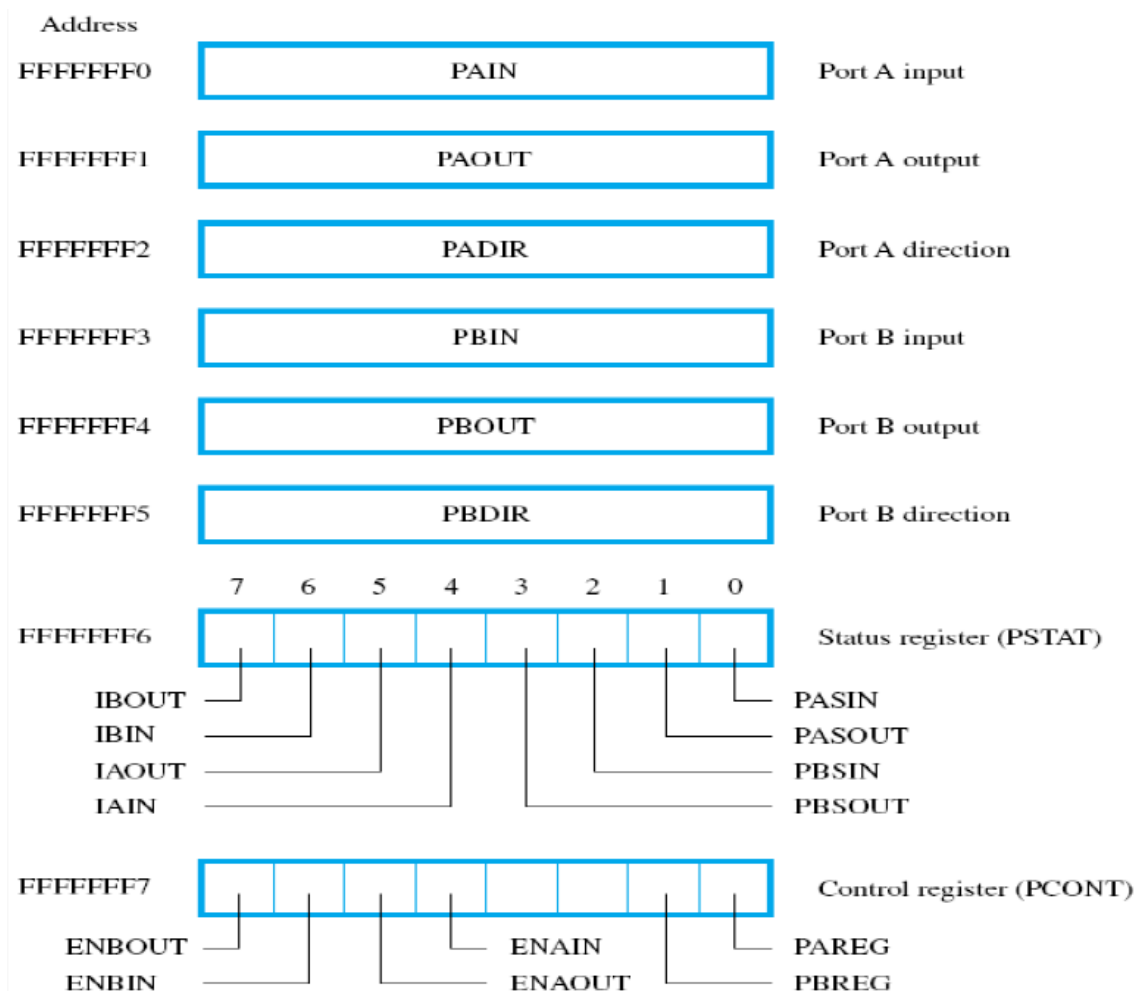 Address
FFFFFFF0 PAIN Port A input
FFFFFFF1 PAOUT Port A output
FFFFFFF2 PADIR Port A direction
FFFFFFF3 PBIN Port B input
FFFFFFF4 PBOUT Port B output
FFFFFFF5 PBDIR Port B direction
7 6 5 4 3 2 1 0
FFFFFFF6 Status register (PSTAT)
IBOUT PASIN
IBIN PASOUT
IAOUT PBSIN
IAIN PBSOUT
FFFFFFF7 Control register (PCONT)
ENBOUT ENAIN PAREG
ENBIN ENAOUT PBREG